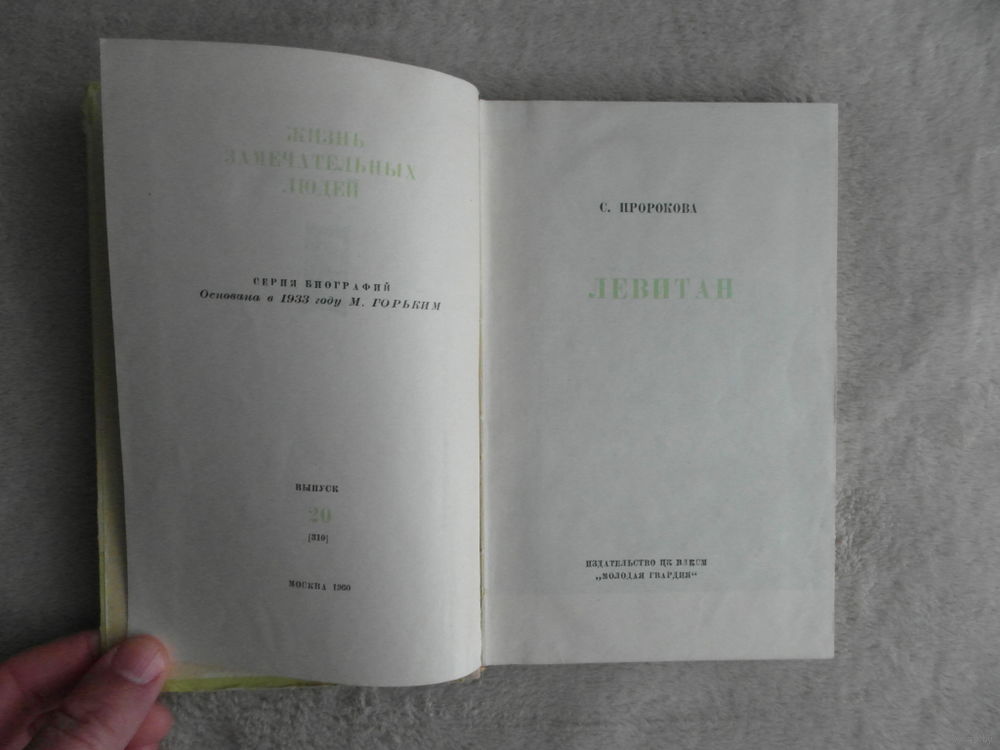 ЖИЗНЬ
ЗАМЕЧАТЕЛЬНЫХ
ЛЮДЕЙ
СЕРИЯ БИОГРАФИЙ
Основана в 1933 году М. ГОРЬКИМ
ВЫПУСК
20
[310]
МОСКВА 1960
С. ПРОРОКОВА
ЛЕВИТАН
ИЗДАТЕЛЬСТВО ЦК ВЛКСМ
„МОЛОДАЯ ГВАРДИЯ“